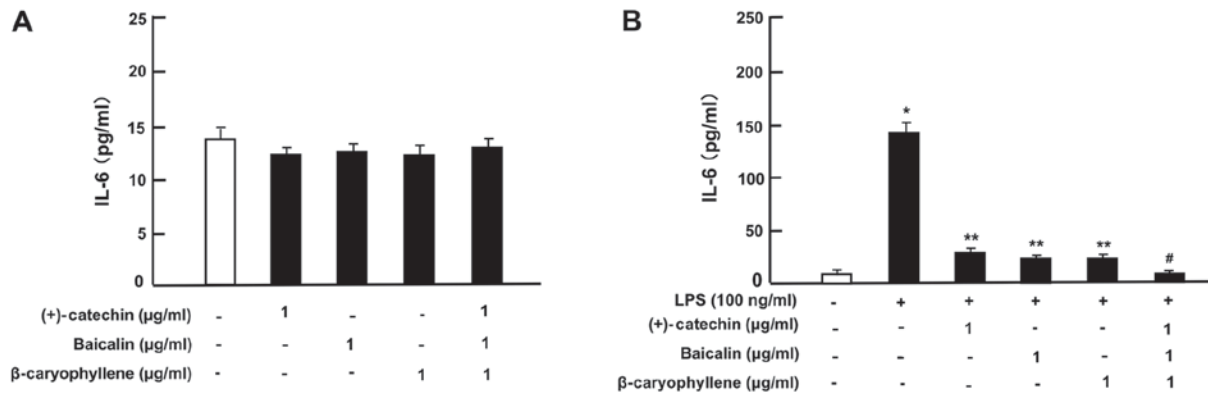 A
25
20
15
10
5
0
IL-6 (pg/ml)
(+)-catechin (µg/ml) - 1 - - 1
Baicalin (µg/ml) - - 1 - 1
β-caryophyllene (µg/ml) - - - 1 1
B
250
200
150
250
50
0
IL-6 (pg/ml)
*
** ** ** #
LPS (100 ng/ml) - + + + + +
(+)-catechin (µg/ml) - - 1 - - 1
Baicalin (µg/ml) - - - 1 - 1
β-caryophyllene (µg/ml) - - - - 1 1